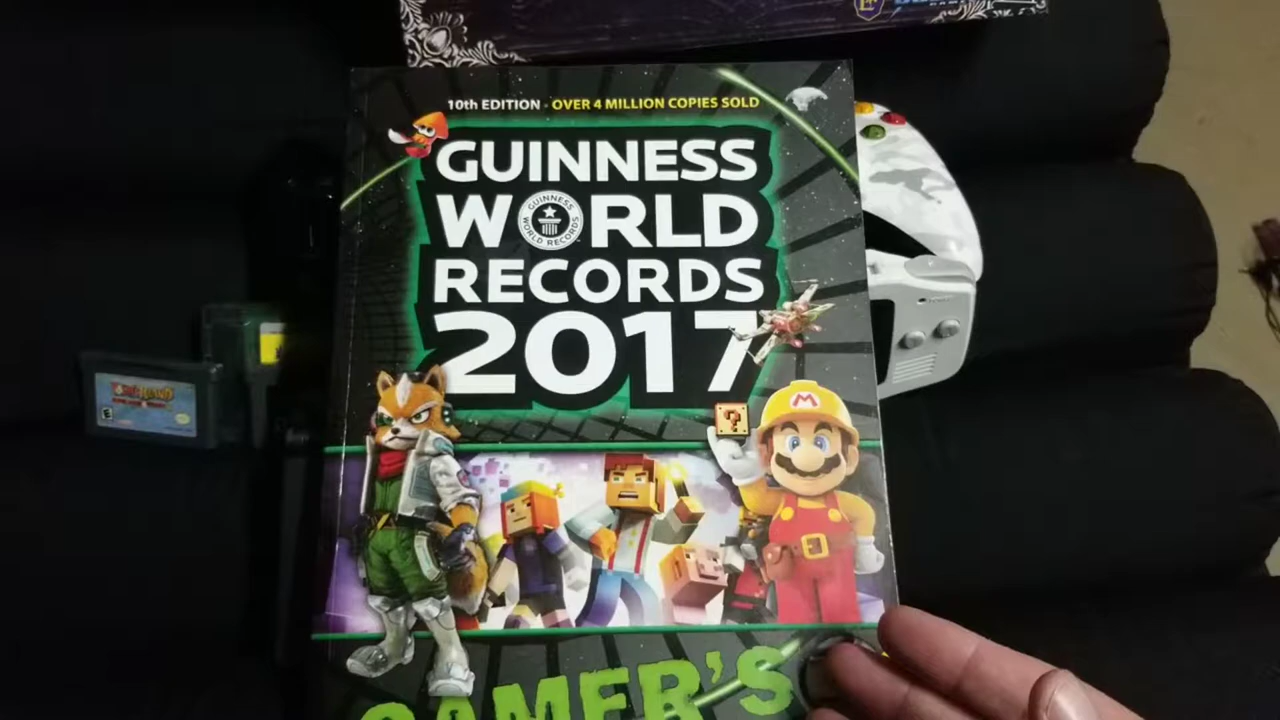 10th EDITION · OVER 4 MILLION COPIES SOLD
GUINNESS
WORLD
RECORDS
2017
GUINNESS
WORLD RECORDS
?
M
GAMER'S
E